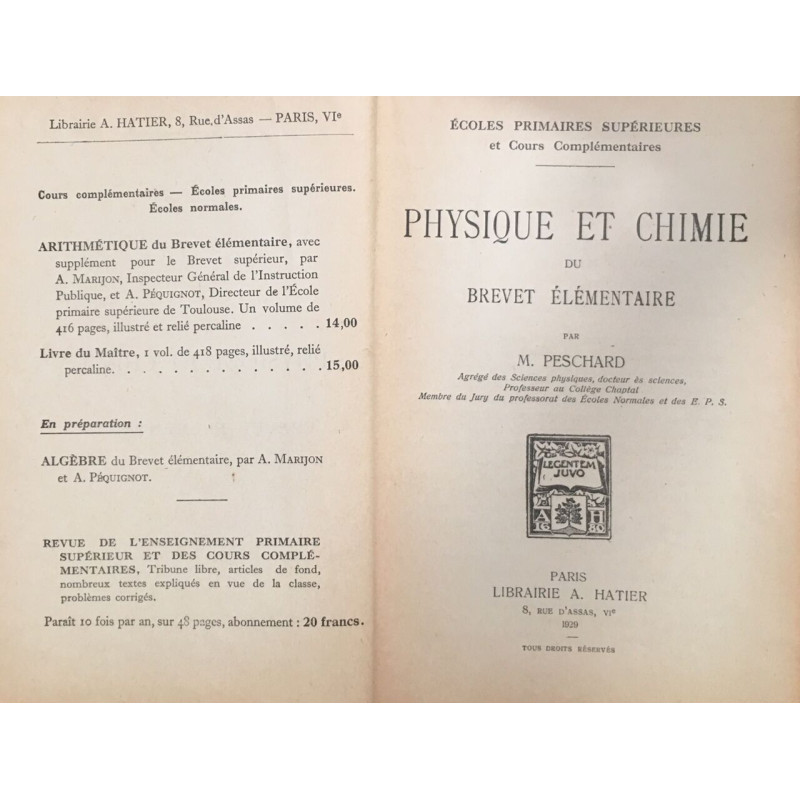 Librairie A. HATIER, 8, Rue d'Assas — PARIS, VIe
Cours complémentaires — Écoles primaires supérieures.
Écoles normales.
ARITHMÉTIQUE du Brevet élémentaire, avec
supplément pour le Brevet supérieur, par
A. MARIJON, Inspecteur Général de l'Instruction
Publique, et A. PÉQUIGNOT, Directeur de l'École
primaire supérieure de Toulouse. Un volume de
416 pages, illustré et relié percaline . . . . . 14,00
Livre du Maître, 1 vol. de 418 pages, illustré, relié
percaline. . . . . . . . . . . . . 15,00
En préparation :
ALGÈBRE du Brevet élémentaire, par A. MARIJON
et A. PÉQUIGNOT.
REVUE DE L'ENSEIGNEMENT PRIMAIRE
SUPÉRIEUR ET DES COURS COMPLÉ-
MENTAIRES, Tribune libre, articles de fond,
nombreux textes expliqués en vue de la classe,
problèmes corrigés.
Paraît 10 fois par an, sur 48 pages, abonnement : 20 francs.
ÉCOLES PRIMAIRES SUPÉRIEURES
et Cours Complémentaires
PHYSIQUE ET CHIMIE
DU
BREVET ÉLÉMENTAIRE
PAR
M. PESCHARD
Agrégé des Sciences physiques, docteur ès sciences,
Professeur au Collège Chaptal
Membre du Jury du professorat des Écoles Normales et des E. P. S.
LEGENTEM
JUVO
A H
16 80
PARIS
LIBRAIRIE A. HATIER
8, RUE D'ASSAS, VIe
1929
TOUS DROITS RÉSERVÉS